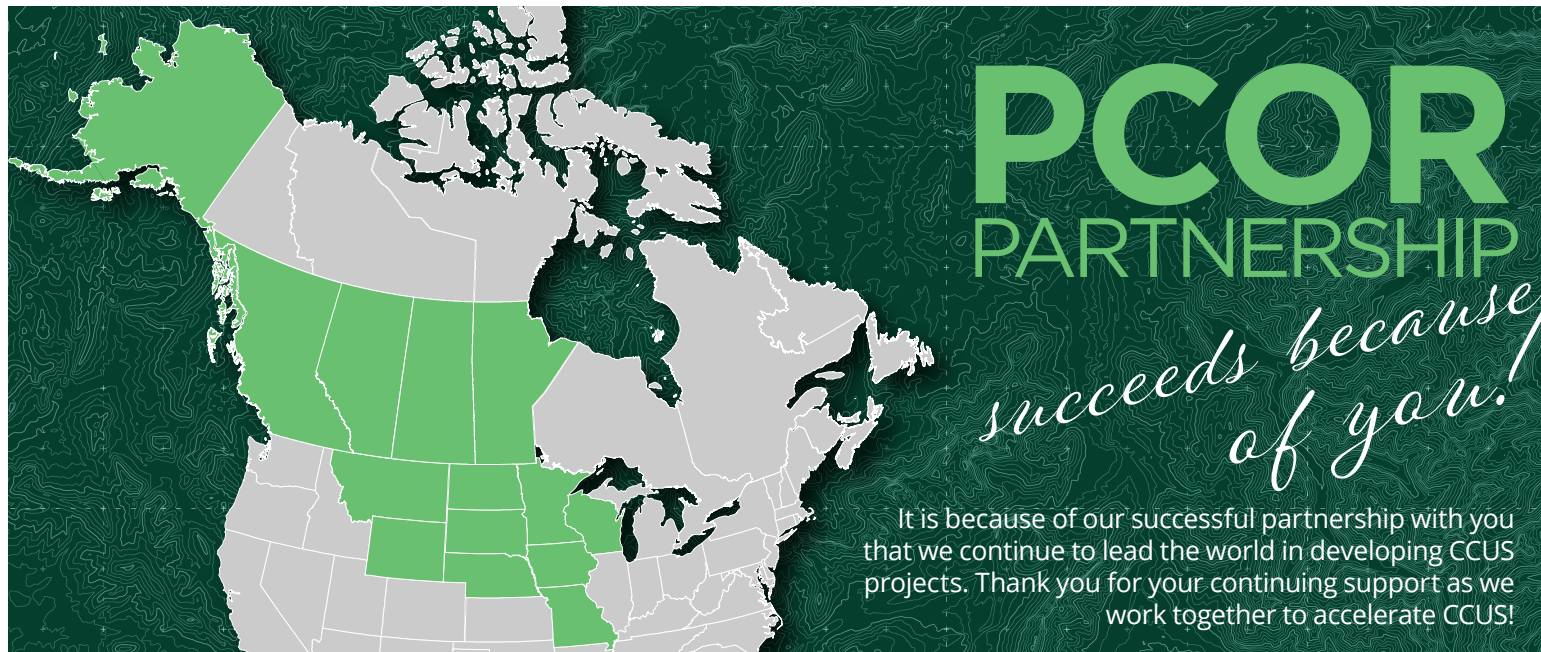 PCOR
PARTNERSHIP
succeeds because
of you!
It is because of our successful partnership with you
that we continue to lead the world in developing CCUS
projects. Thank you for your continuing support as we
work together to accelerate CCUS!